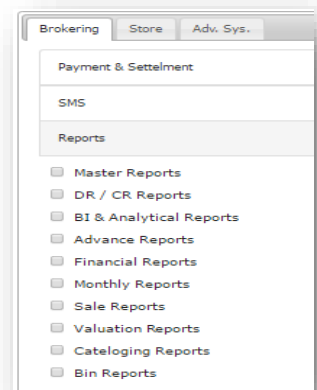 Brokering Store Adv. Sys.
Payment & Settelment
SMS
Reports
Master Reports
DR / CR Reports
BI & Analytical Reports
Advance Reports
Financial Reports
Monthly Reports
Sale Reports
Valuation Reports
Cateloging Reports
Bin Reports